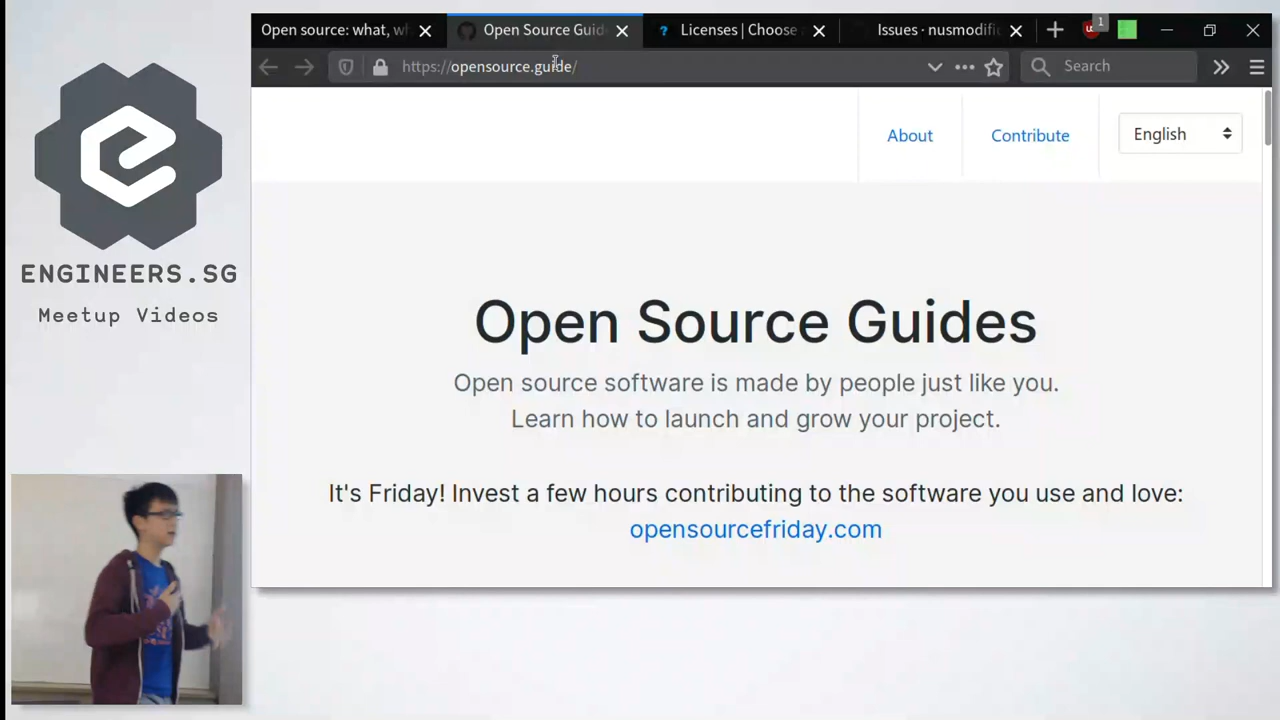 Open source: what, wh
Open Source Guid
? Licenses | Choose a
Issues · nusmodific
1
https://opensource.guide/
Search
About
Contribute
English
ENGINEERS.SG
Meetup Videos
Open Source Guides
Open source software is made by people just like you.
Learn how to launch and grow your project.
It's Friday! Invest a few hours contributing to the software you use and love:
opensourcefriday.com